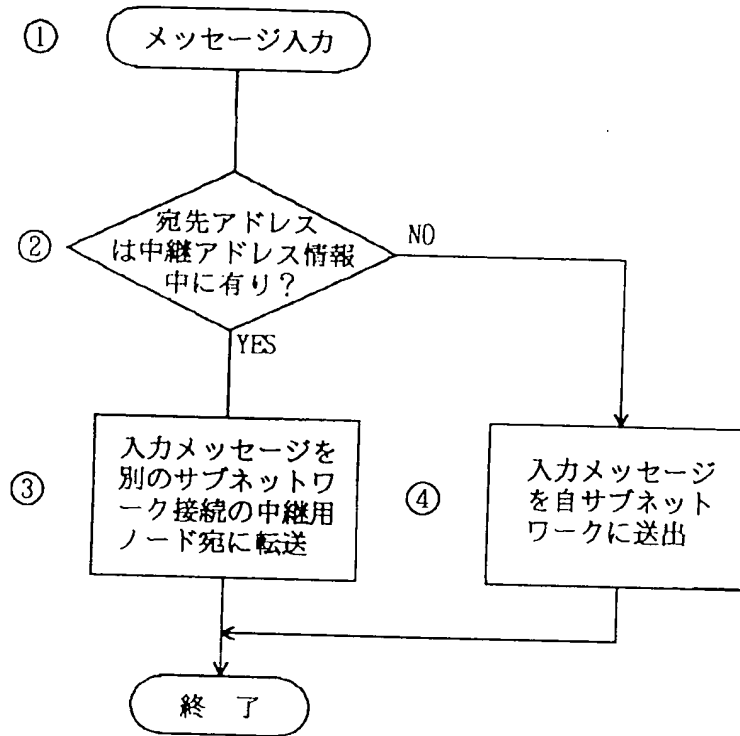 ①
メッセージ入力
②
宛先アドレス
は中継アドレス情報
中に有り？
NO
YES
③
入力メッセージを
別のサブネットワ
ーク接続の中継用
ノード宛に転送
④
入力メッセージ
を自サブネット
ワークに送出
終 了